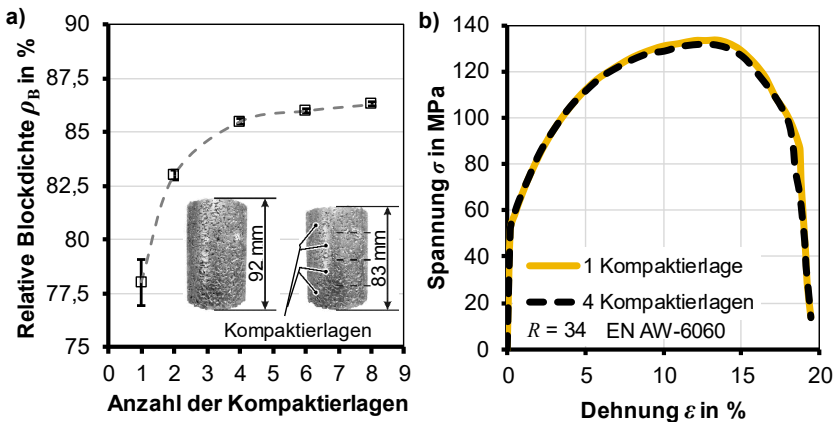 a)
Relative Blockdichte ρB in %
90
87,5
85
82,5
80
77,5
75
92 mm
83 mm
Kompaktierlagen
0 1 2 3 4 5 6 7 8 9
Anzahl der Kompaktierlagen
b)
Spannung σ in MPa
140
120
100
80
60
40
20
0
1 Kompaktierlage
4 Kompaktierlagen
R = 34 EN AW-6060
0 5 10 15 20
Dehnung ε in %